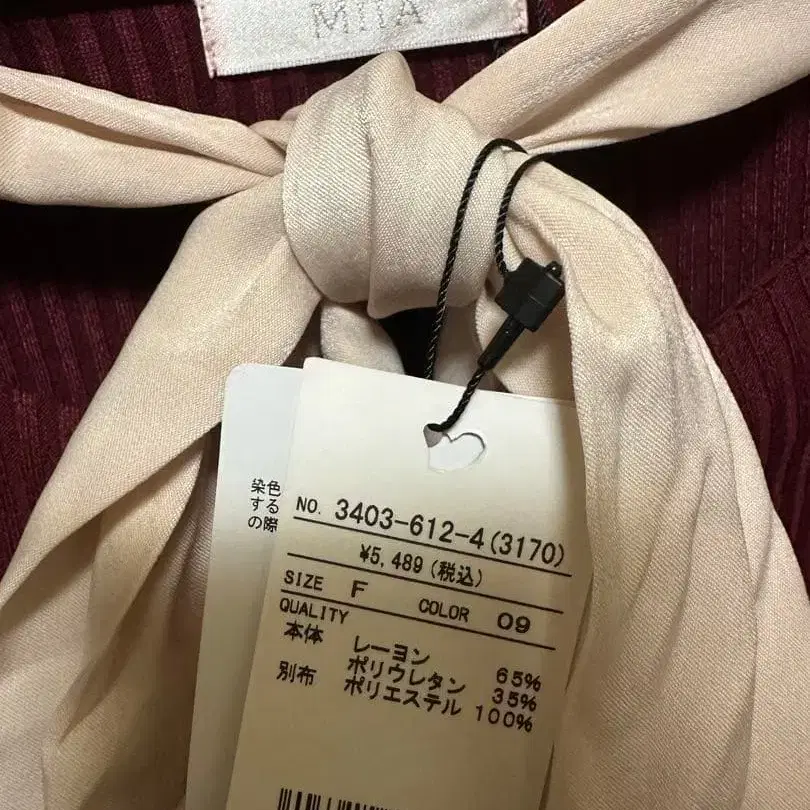 MIIA
染色
する
の際
NO. 3403-612-4(3170)
¥5,489(税込)
SIZE F COLOR 09
QUALITY
本体 レーヨン 65%
ポリウレタン 35%
別布 ポリエステル 100%